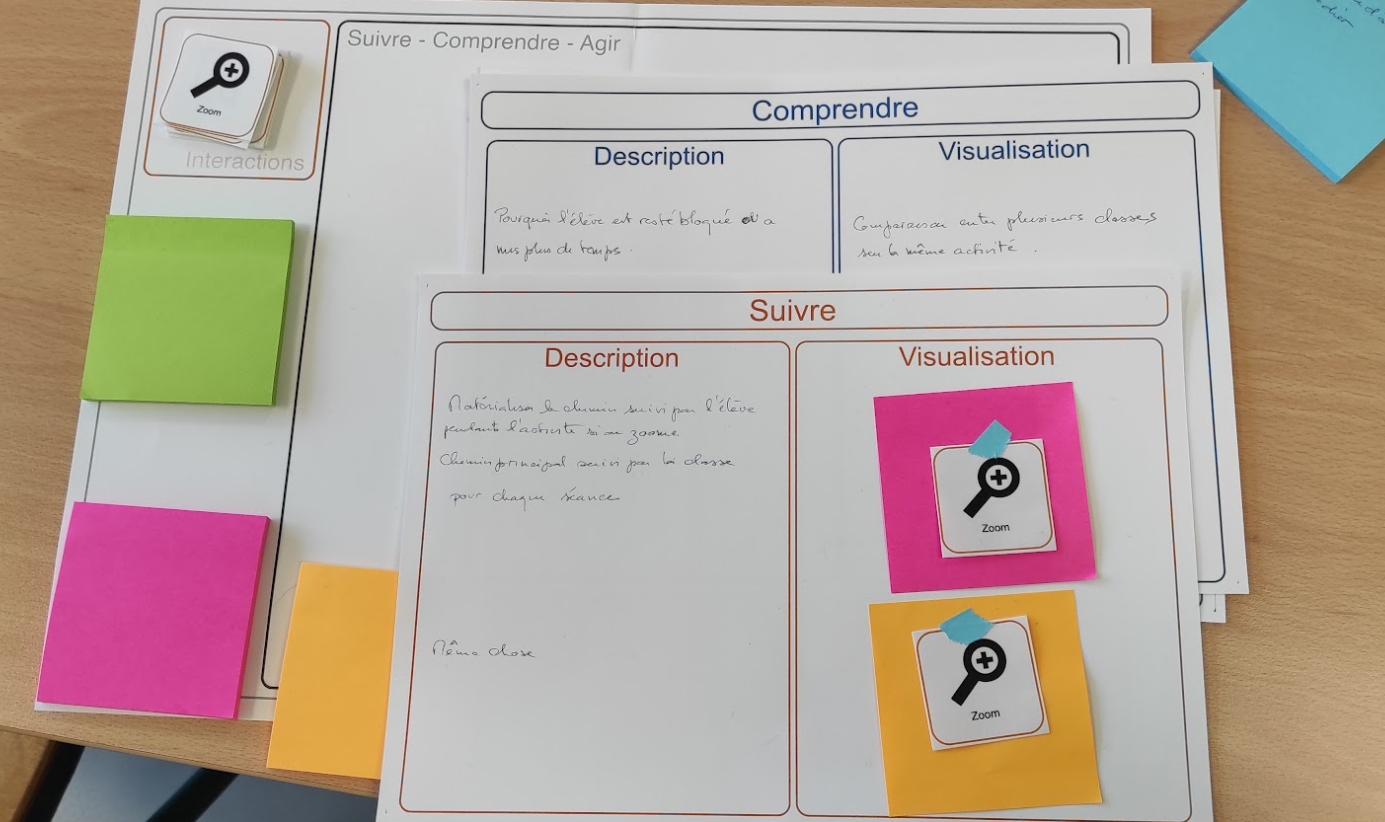 Suivre - Comprendre - Agir
Zoom
Interactions
Comprendre
Description
Pourquoi l'élève est resté bloqué où a
mis plus de temps.
Visualisation
Comparaison entre plusieurs classes
sur la même activité.
Suivre
Description
Matérialiser le chemin suivi par l'élève
pendant l'activité si on zoome
Chemin principal suivi par la classe
pour chaque séance
Même chose
Visualisation
Zoom
Zoom